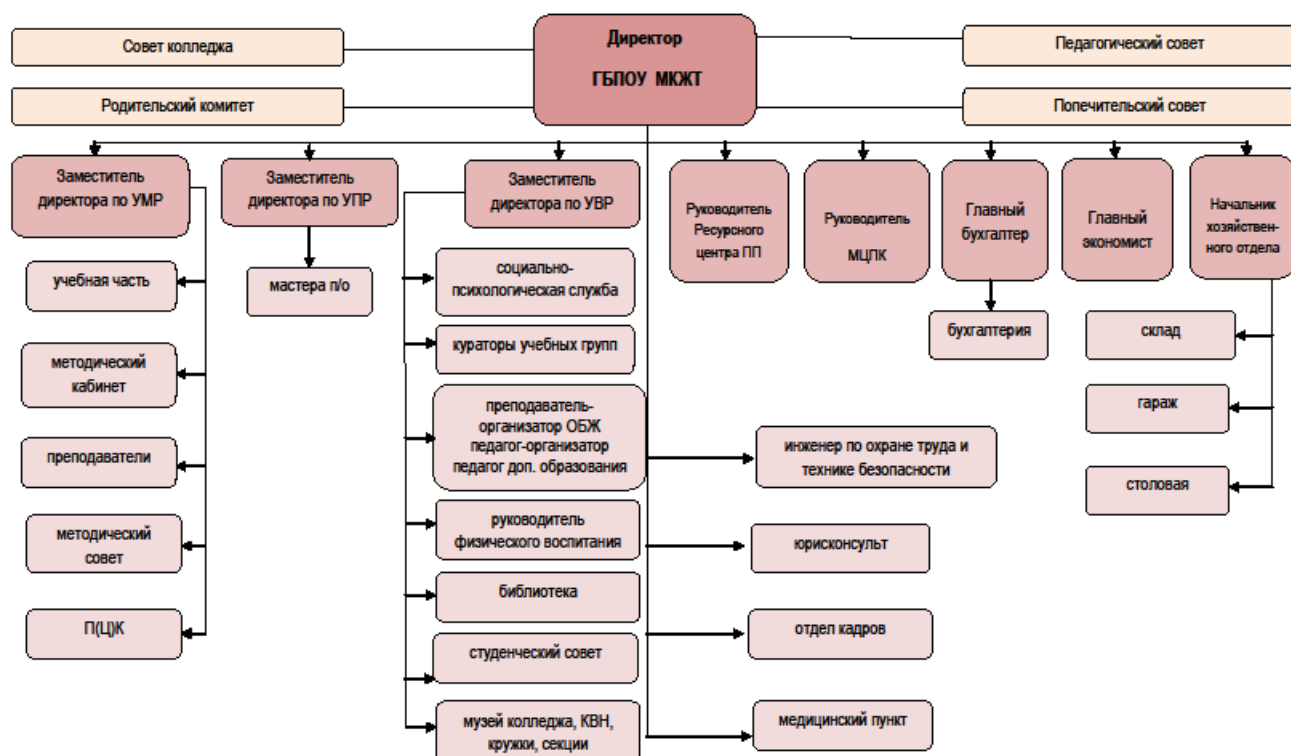 Совет колледжа
Директор
ГБПОУ МКЖТ
Педагогический совет
Родительский комитет
Попечительский совет
Заместитель
директора по УМР
Заместитель
директора по УПР
Заместитель
директора по УВР
Руководитель
Ресурсного
центра ПП
Руководитель
МЦПК
Главный
бухгалтер
Главный
экономист
Начальник
хозяйствен-
ного отдела
учебная часть
методический
кабинет
преподаватели
методический
совет
П(Ц)К
мастера п/о
социально-
психологическая служба
кураторы учебных групп
преподаватель-
организатор ОБЖ
педагог-организатор
педагог доп. образования
руководитель
физического воспитания
библиотека
студенческий совет
музей колледжа, КВН,
кружки, секции
инженер по охране труда и
технике безопасности
юрисконсульт
отдел кадров
медицинский пункт
бухгалтерия
склад
гараж
столовая